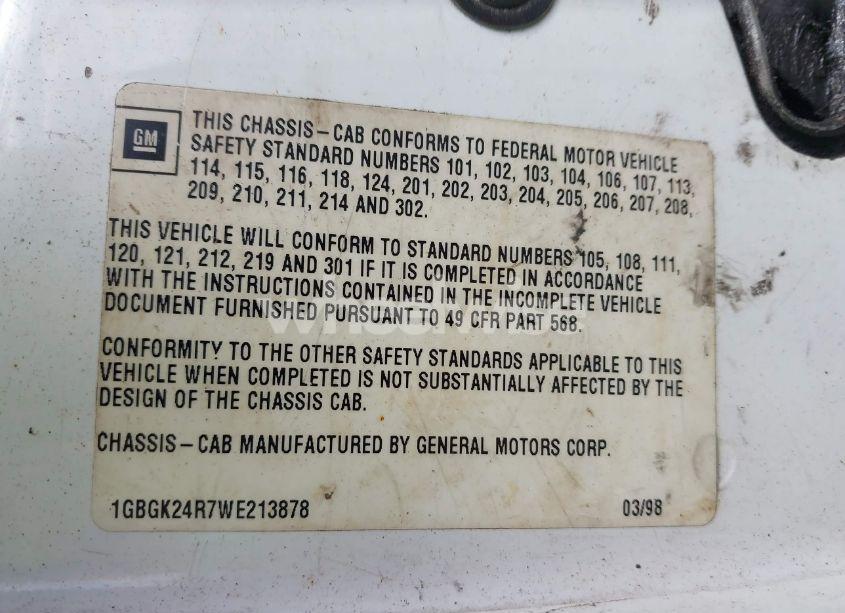 GM
THIS CHASSIS-CAB CONFORMS TO FEDERAL MOTOR VEHICLE
SAFETY STANDARD NUMBERS 101, 102, 103, 104, 106, 107, 113,
114, 115, 116, 118, 124, 201, 202, 203, 204, 205, 206, 207, 208,
209, 210, 211, 214 AND 302.
THIS VEHICLE WILL CONFORM TO STANDARD NUMBERS 105, 108, 111,
120, 121, 212, 219 AND 301 IF IT IS COMPLETED IN ACCORDANCE
WITH THE INSTRUCTIONS CONTAINED IN THE INCOMPLETE VEHICLE
DOCUMENT FURNISHED PURSUANT TO 49 CFR PART 568.
CONFORMITY TO THE OTHER SAFETY STANDARDS APPLICABLE TO THIS
VEHICLE WHEN COMPLETED IS NOT SUBSTANTIALLY AFFECTED BY THE
DESIGN OF THE CHASSIS CAB.
CHASSIS-CAB MANUFACTURED BY GENERAL MOTORS CORP.
1GBGK24R7WE213878 03/98